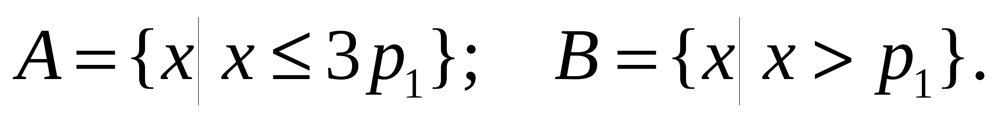 A = {x| x ≤ 3p₁};   B = {x| x > p₁}.